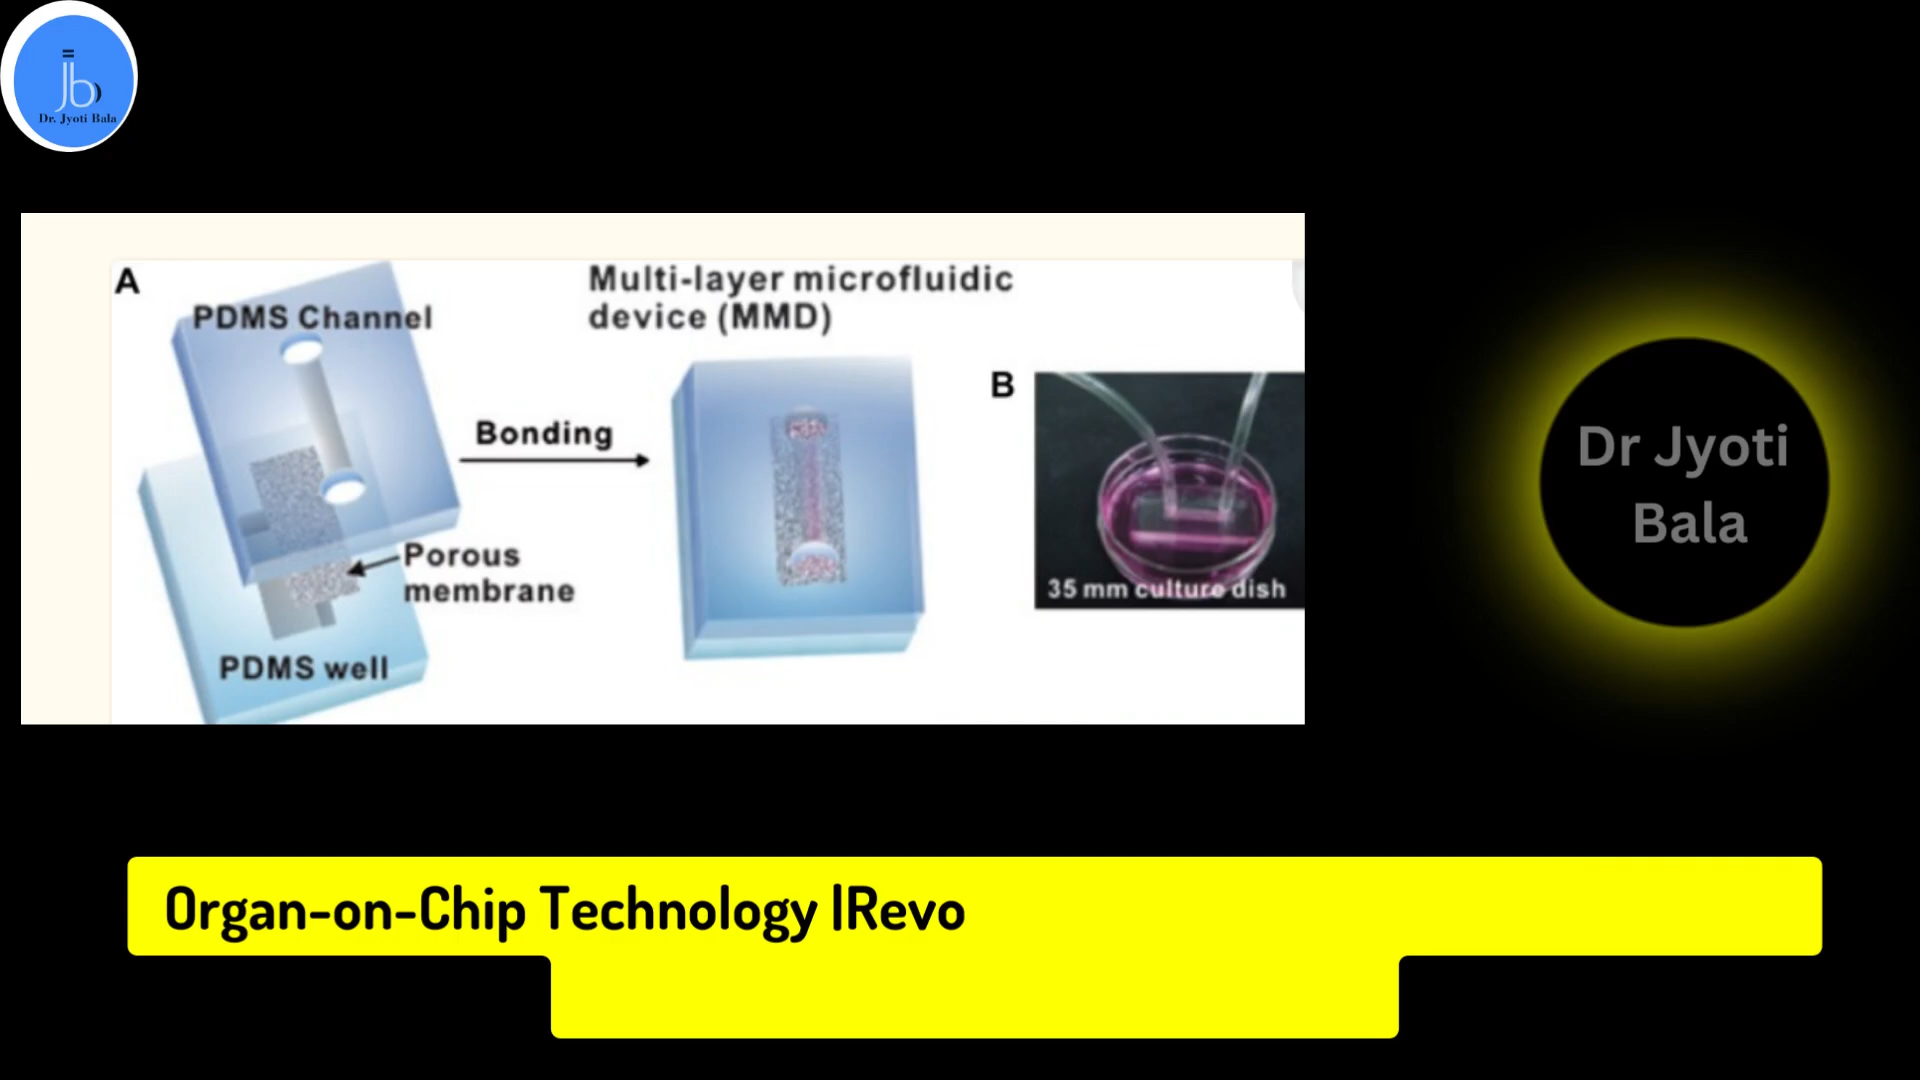 jb
Dr. Jyoti Bala
A
PDMS Channel
Multi-layer microfluidic
device (MMD)
Bonding
B
Porous
membrane
35 mm culture dish
PDMS well
Dr Jyoti
Bala
Organ-on-Chip Technology |Revo